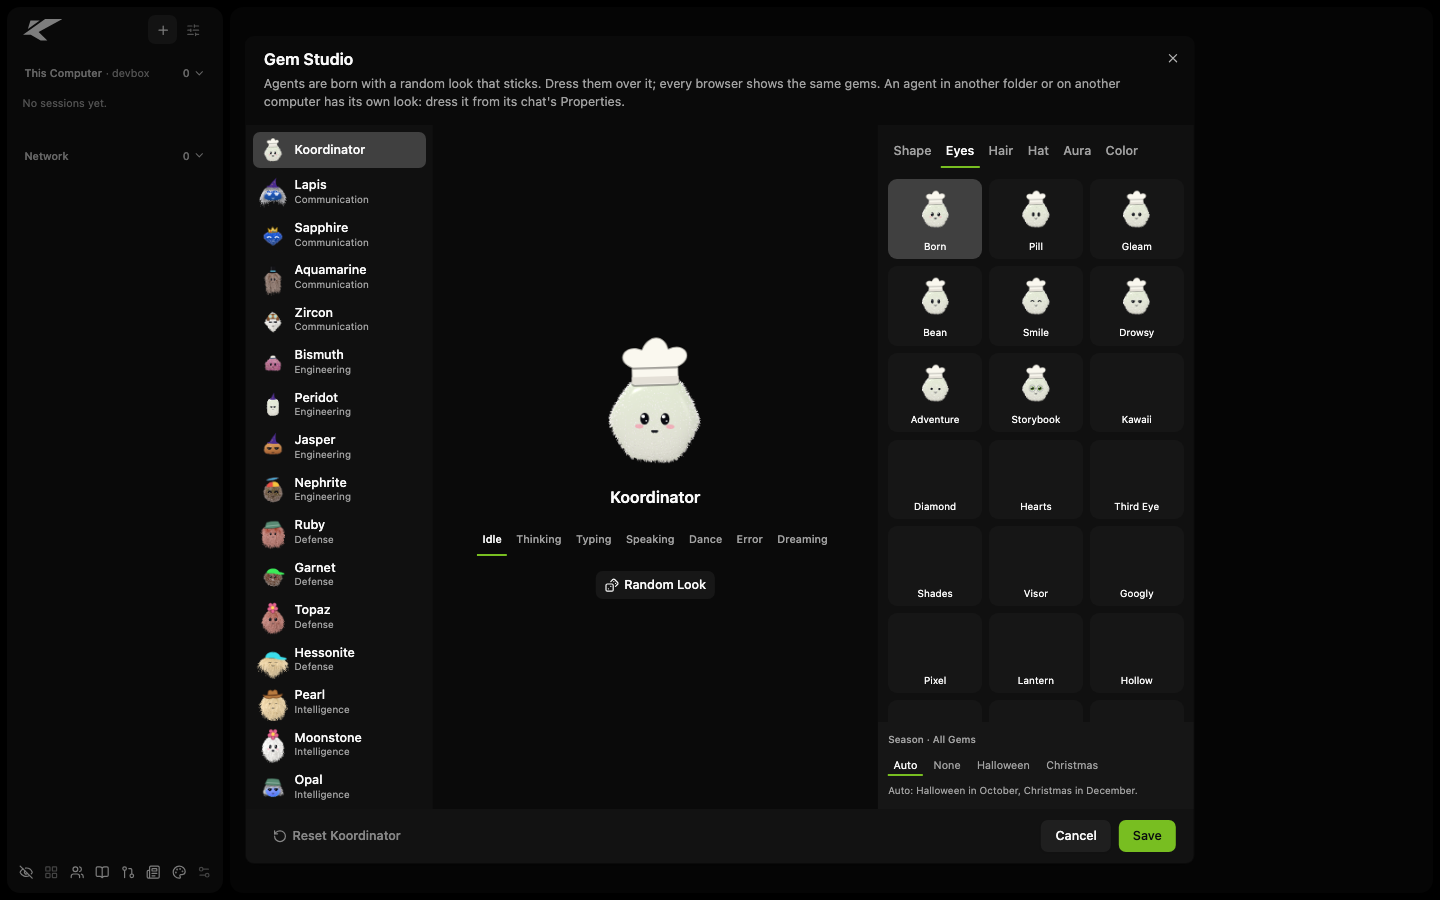 This Computer · devbox 0
No sessions yet.
Network 0
Gem Studio
Agents are born with a random look that sticks. Dress them over it; every browser shows the same gems. An agent in another folder or on another
computer has its own look: dress it from its chat's Properties.
Koordinator
Lapis
Communication
Sapphire
Communication
Aquamarine
Communication
Zircon
Communication
Bismuth
Engineering
Peridot
Engineering
Jasper
Engineering
Nephrite
Engineering
Ruby
Defense
Garnet
Defense
Topaz
Defense
Hessonite
Defense
Pearl
Intelligence
Moonstone
Intelligence
Opal
Intelligence
Koordinator
Idle Thinking Typing Speaking Dance Error Dreaming
Random Look
Shape Eyes Hair Hat Aura Color
Born Pill Gleam
Bean Smile Drowsy
Adventure Storybook Kawaii
Diamond Hearts Third Eye
Shades Visor Googly
Pixel Lantern Hollow
Season · All Gems
Auto None Halloween Christmas
Auto: Halloween in October, Christmas in December.
Reset Koordinator
Cancel Save